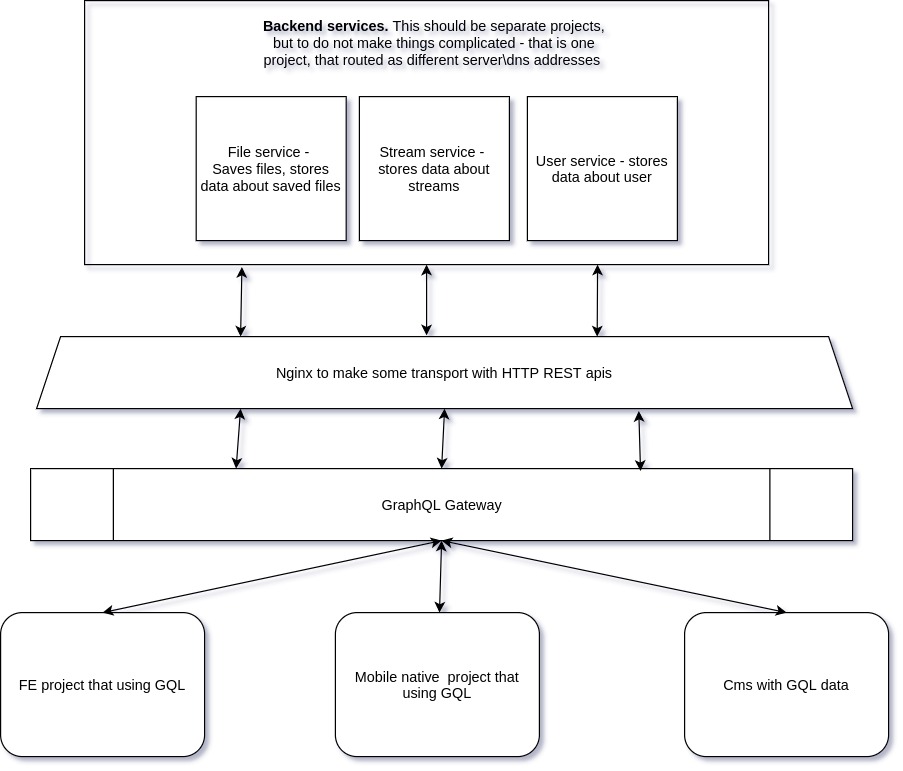 Backend services. This should be separate projects,
but to do not make things complicated - that is one
project, that routed as different server\dns addresses
File service -
Saves files, stores
data about saved files
Stream service -
stores data about
streams
User service - stores
data about user
Nginx to make some transport with HTTP REST apis
GraphQL Gateway
FE project that using GQL
Mobile native  project that
using GQL
Cms with GQL data